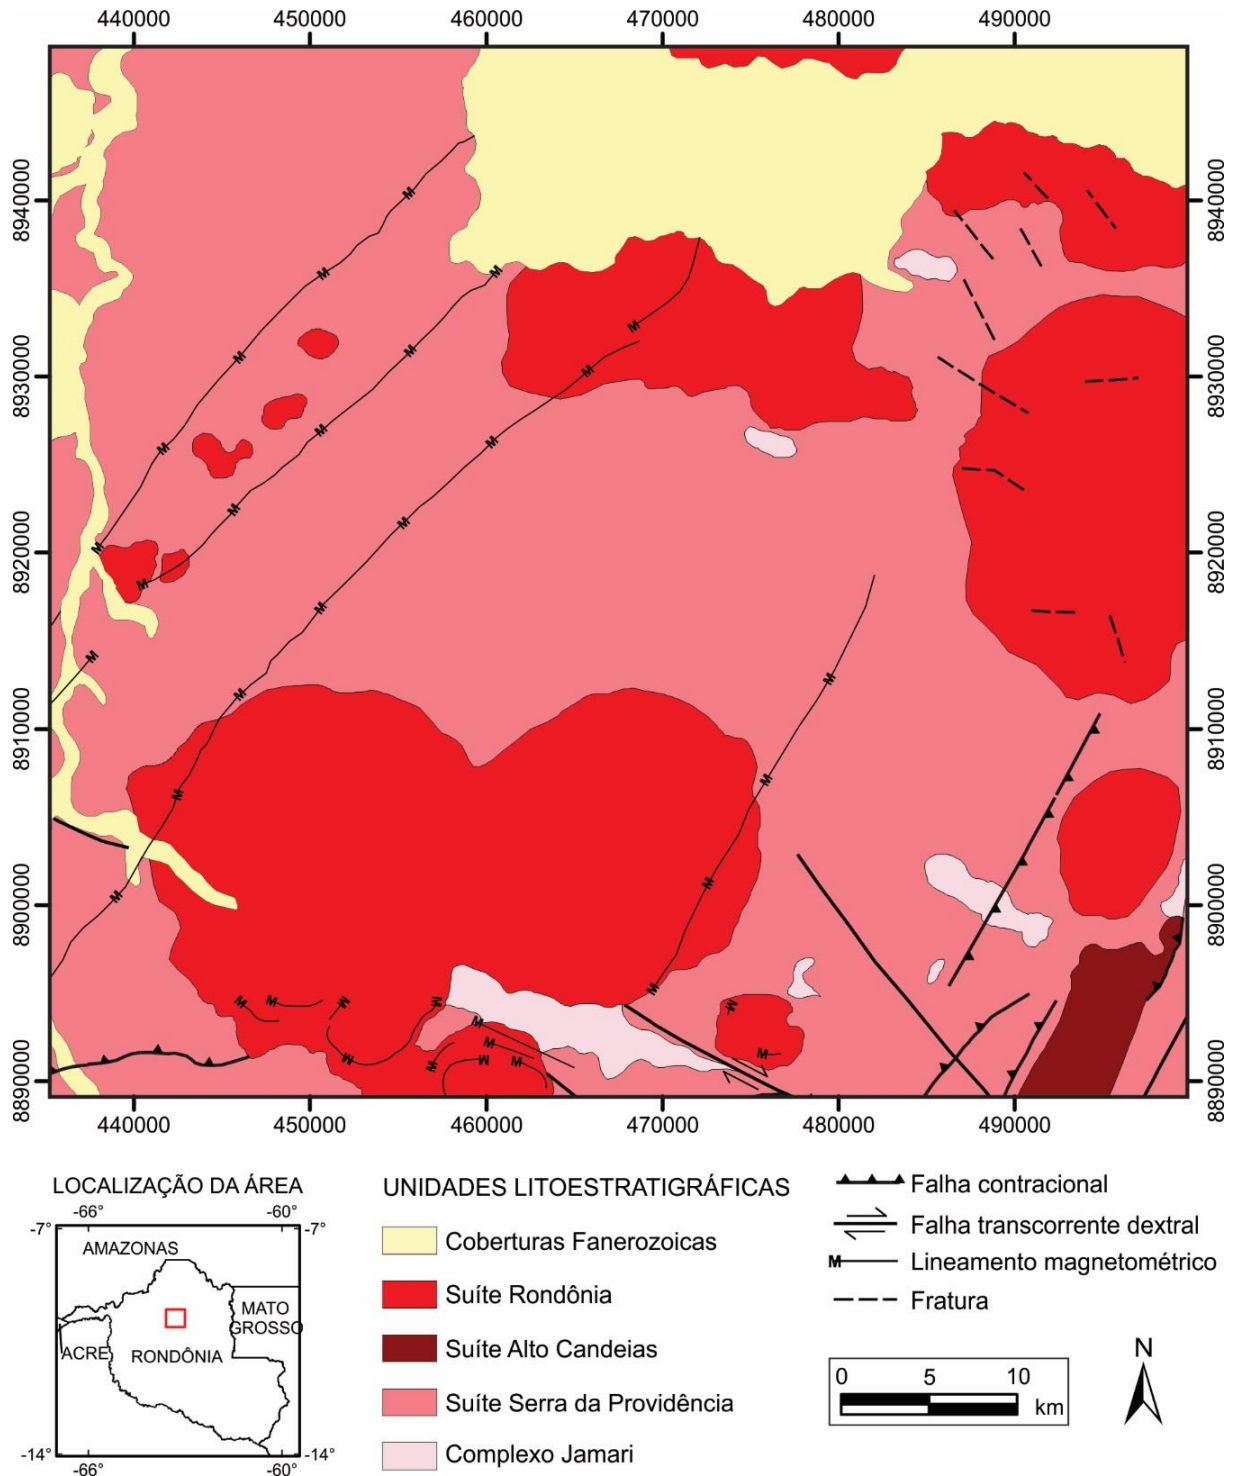 440000 450000 460000 470000 480000 490000
8940000 8940000
8930000 8930000
8920000 8920000
8910000 8910000
8900000 8900000
8890000 8890000
M M M M M
M M M M M
M M M M M M M M M
M
M M M M
M M M M M M M M M M
M M
440000 450000 460000 470000 480000 490000
LOCALIZAÇÃO DA ÁREA
-66° -60°
-7° -7°
AMAZONAS
MATO
GROSSO
ACRE RONDÔNIA
-14° -14°
-66° -60°
UNIDADES LITOESTRATIGRÁFICAS
Coberturas Fanerozoicas
Suíte Rondônia
Suíte Alto Candeias
Suíte Serra da Providência
Complexo Jamari
Falha contracional
Falha transcorrente dextral
M Lineamento magnetométrico
Fratura
0 5 10
km
N